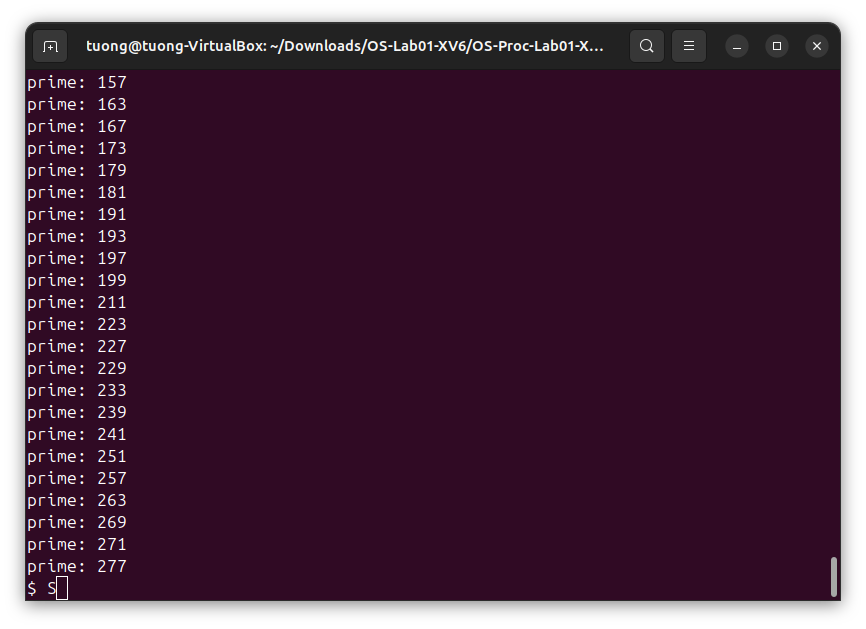 tuong@tuong-VirtualBox: ~/Downloads/OS-Lab01-XV6/OS-Proc-Lab01-X...
prime: 157
prime: 163
prime: 167
prime: 173
prime: 179
prime: 181
prime: 191
prime: 193
prime: 197
prime: 199
prime: 211
prime: 223
prime: 227
prime: 229
prime: 233
prime: 239
prime: 241
prime: 251
prime: 257
prime: 263
prime: 269
prime: 271
prime: 277
$ S